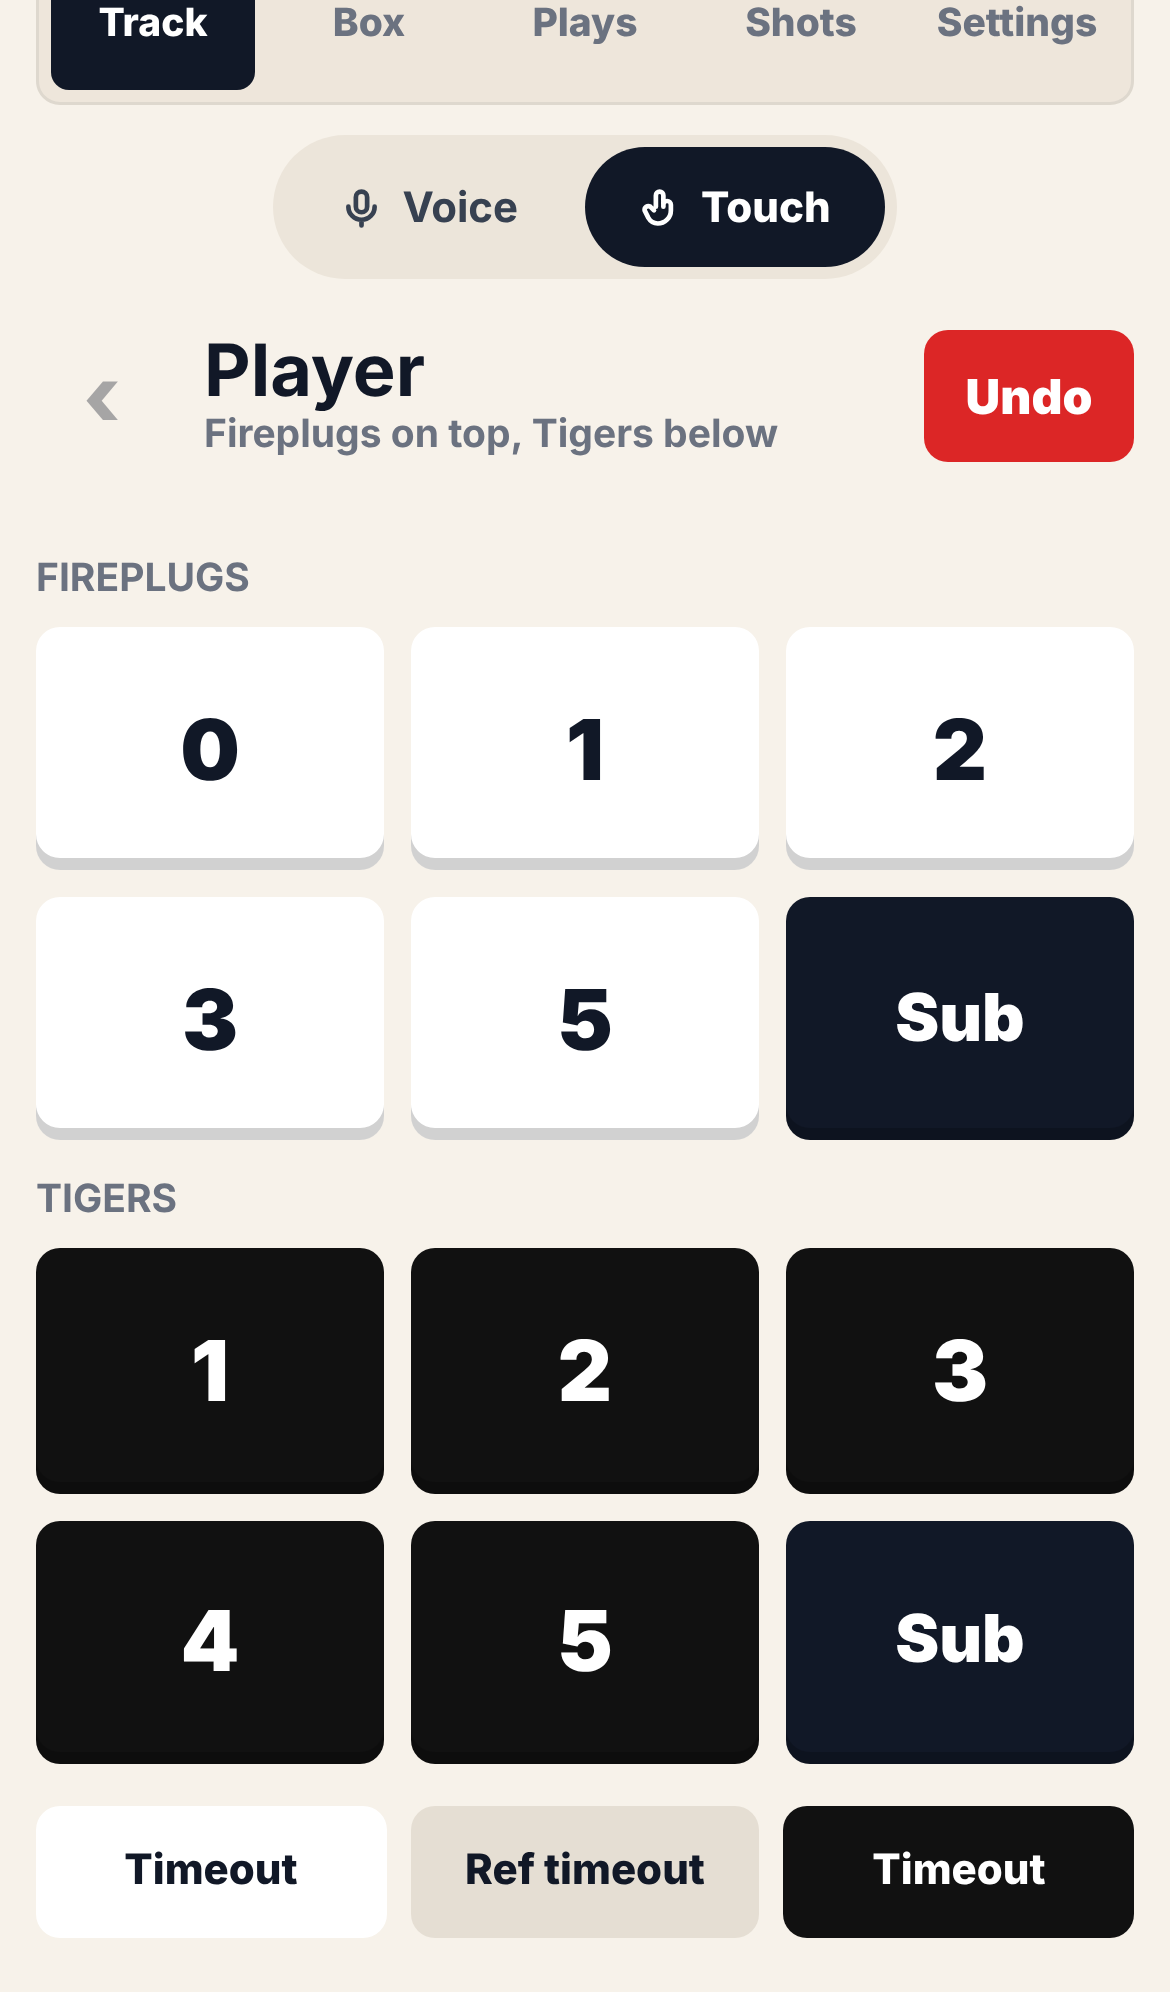 Track Box Plays Shots Settings
Voice Touch
Player
Fireplugs on top, Tigers below
Undo
FIREPLUGS
0 1 2
3 5 Sub
TIGERS
1 2 3
4 5 Sub
Timeout Ref timeout Timeout